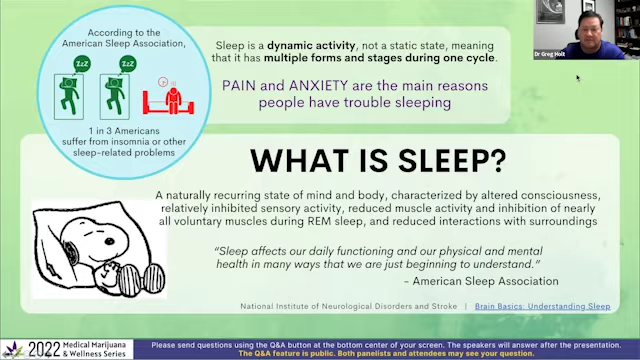 According to the
American Sleep Association,
ZzZ
ZzZ
1 in 3 Americans
suffer from insomnia or other
sleep-related problems
Sleep is a dynamic activity, not a static state, meaning
that it has multiple forms and stages during one cycle.
PAIN and ANXIETY are the main reasons
people have trouble sleeping
Dr Greg Holt
WHAT IS SLEEP?
A naturally recurring state of mind and body, characterized by altered consciousness,
relatively inhibited sensory activity, reduced muscle activity and inhibition of nearly
all voluntary muscles during REM sleep, and reduced interactions with surroundings
“Sleep affects our daily functioning and our physical and mental
health in many ways that we are just beginning to understand.”
- American Sleep Association
National Institute of Neurological Disorders and Stroke | Brain Basics: Understanding Sleep
2022 Medical Marijuana
& Wellness Series
Please send questions using the Q&A button at the bottom center of your screen. The speakers will answer after the presentation.
The Q&A feature is public. Both panelists and attendees may see your question.